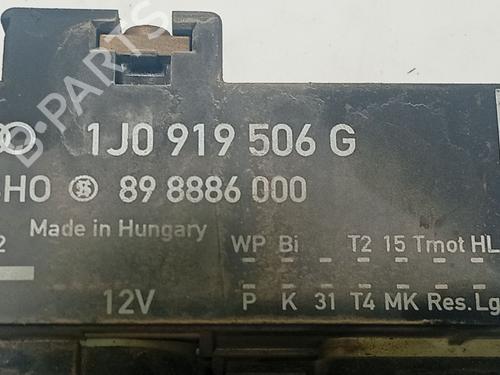 1J0 919 506 G
HO 89 8886 000
Made in Hungary
WP Bi T2 15 Tmot HL
2
12V
P K 31 T4 MK Res. Lg
B-PARTS